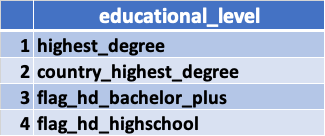 educational_level
1 highest_degree
2 country_highest_degree
3 flag_hd_bachelor_plus
4 flag_hd_highschool